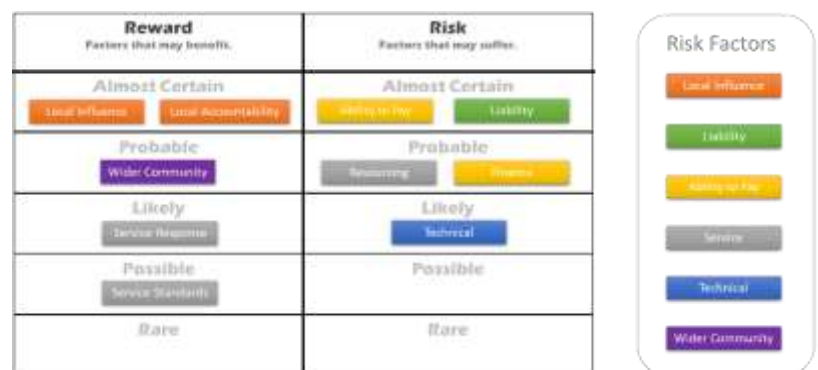 Reward
Factors that may benefit.
Risk
Factors that may suffer.
Almost Certain
Local Influence
Local Accountability
Almost Certain
Ability to Pay
Liability
Probable
Wider Community
Probable
Resourcing
Finance
Likely
Service Response
Likely
Technical
Possible
Service Standards
Possible
Rare
Rare
Risk Factors
Local Influence
Liability
Ability to Pay
Service
Technical
Wider Community